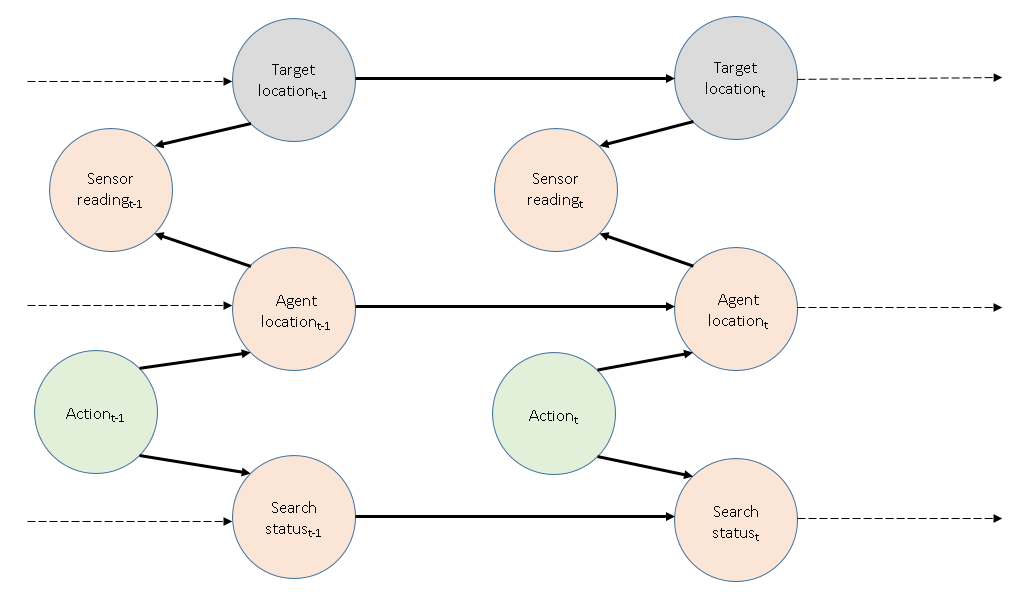 Target
location t-1
Target
location t
Sensor
reading t-1
Sensor
reading t
Agent
location t-1
Agent
location t
Action t-1
Action t
Search
status t-1
Search
status t